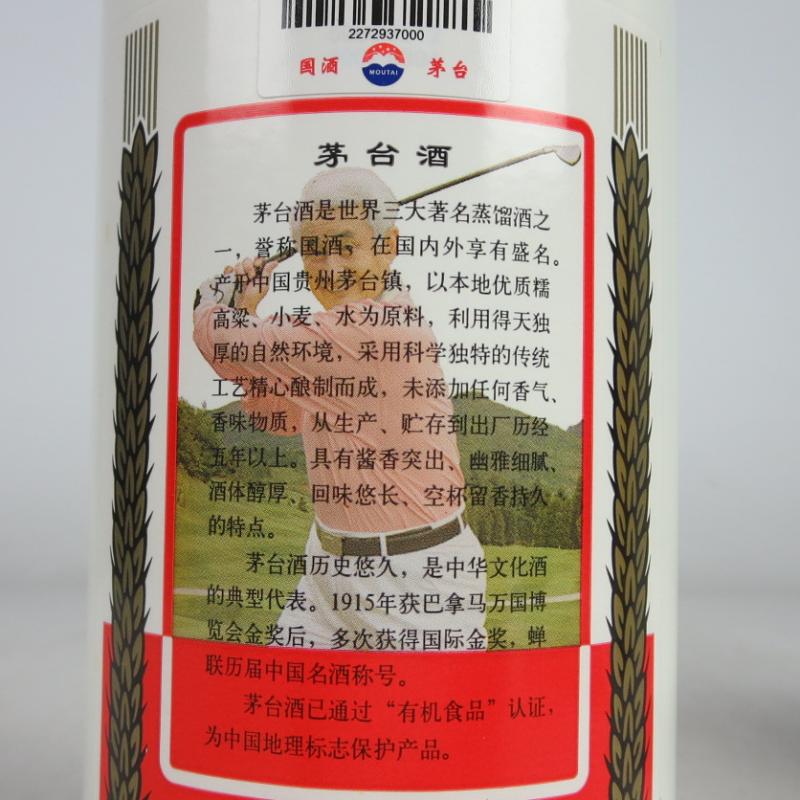 2272937000
国酒 MOUTAI 茅台
茅台酒
茅台酒是世界三大著名蒸馏酒之
一，誉称国酒，在国内外享有盛名。
产于中国贵州茅台镇，以本地优质糯
高粱、小麦、水为原料，利用得天独
厚的自然环境，采用科学独特的传统
工艺精心酿制而成，未添加任何香气、
香味物质，从生产、贮存到出厂历经
五年以上。具有酱香突出、幽雅细腻、
酒体醇厚、回味悠长、空杯留香持久
的特点。
茅台酒历史悠久，是中华文化酒
的典型代表。1915年获巴拿马万国博
览会金奖后，多次获得国际金奖，蝉
联历届中国名酒称号。
茅台酒已通过“有机食品”认证，
为中国地理标志保护产品。